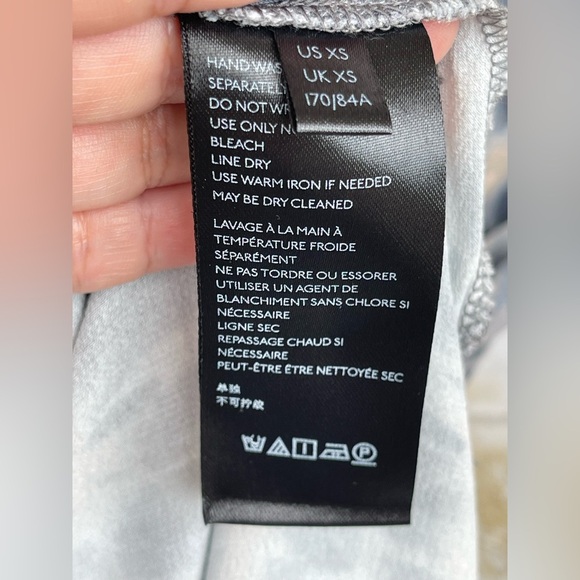 US XS
UK XS
170/84A
HAND WAS
SEPARATEL
DO NOT WR
USE ONLY N
BLEACH
LINE DRY
USE WARM IRON IF NEEDED
MAY BE DRY CLEANED
LAVAGE À LA MAIN À
TEMPÉRATURE FROIDE
SÉPARÉMENT
NE PAS TORDRE OU ESSORER
UTILISER UN AGENT DE
BLANCHIMENT SANS CHLORE SI
NÉCESSAIRE
LIGNE SEC
REPASSAGE CHAUD SI
NÉCESSAIRE
PEUT-ÊTRE ÊTRE NETTOYÉE SEC
单独
不可拧绞
P